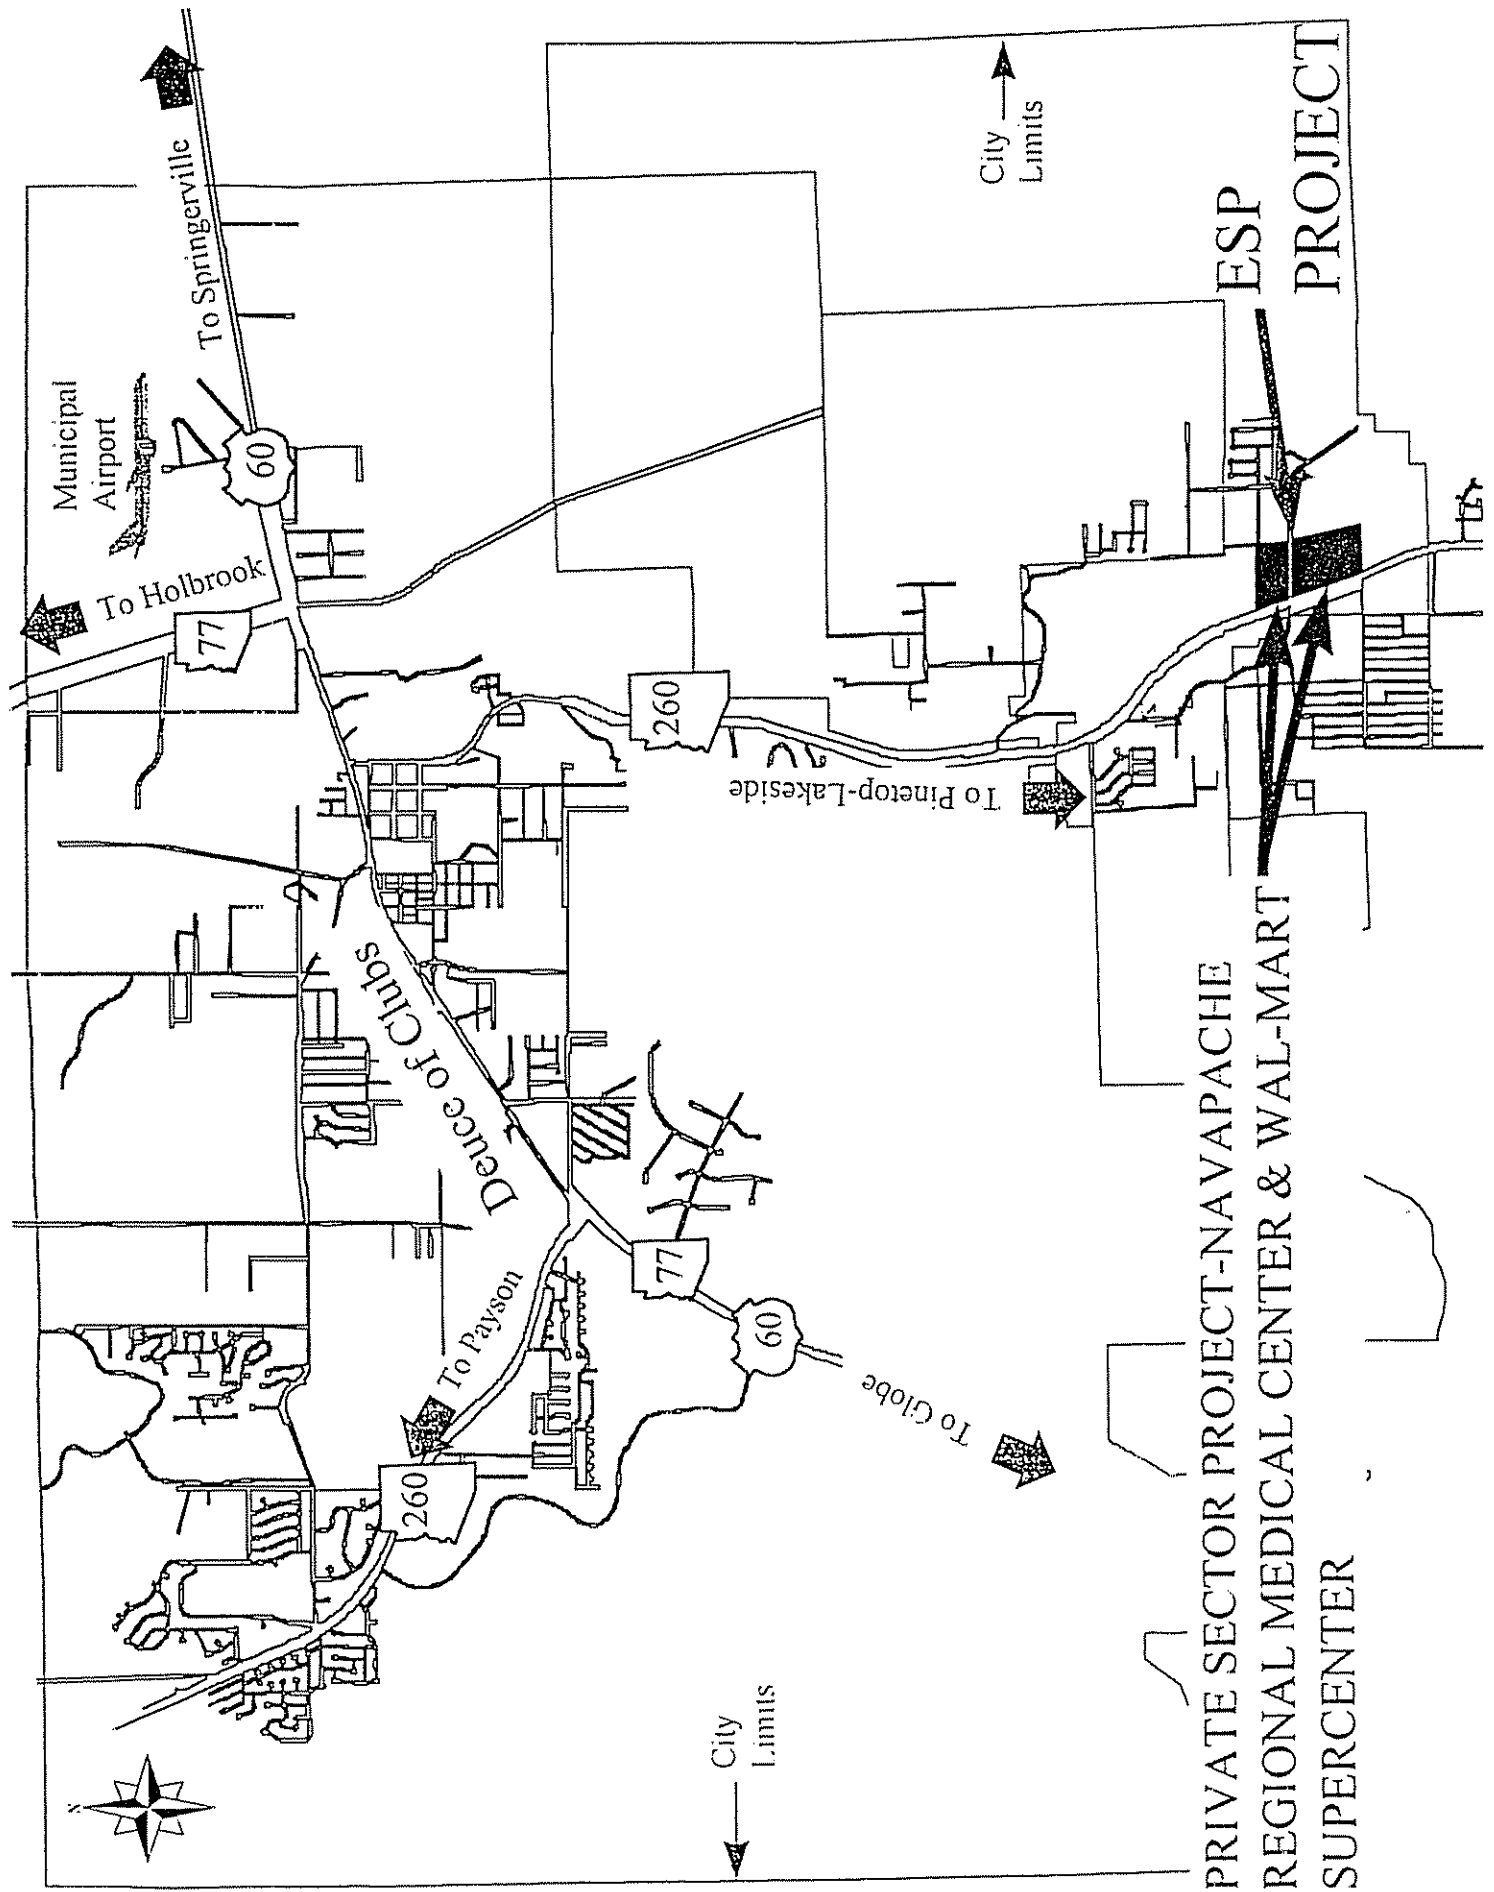 N
Municipal
Airport
To Springerville
60
To Holbrook
77
City
Limits
260
To Pinetop-Lakeside
Deuce of Clubs
To Payson
260
77
60
To Globe
City
Limits
ESP
PROJECT
PRIVATE SECTOR PROJECT-NAVAPACHE
REGIONAL MEDICAL CENTER & WAL-MART
SUPERCENTER